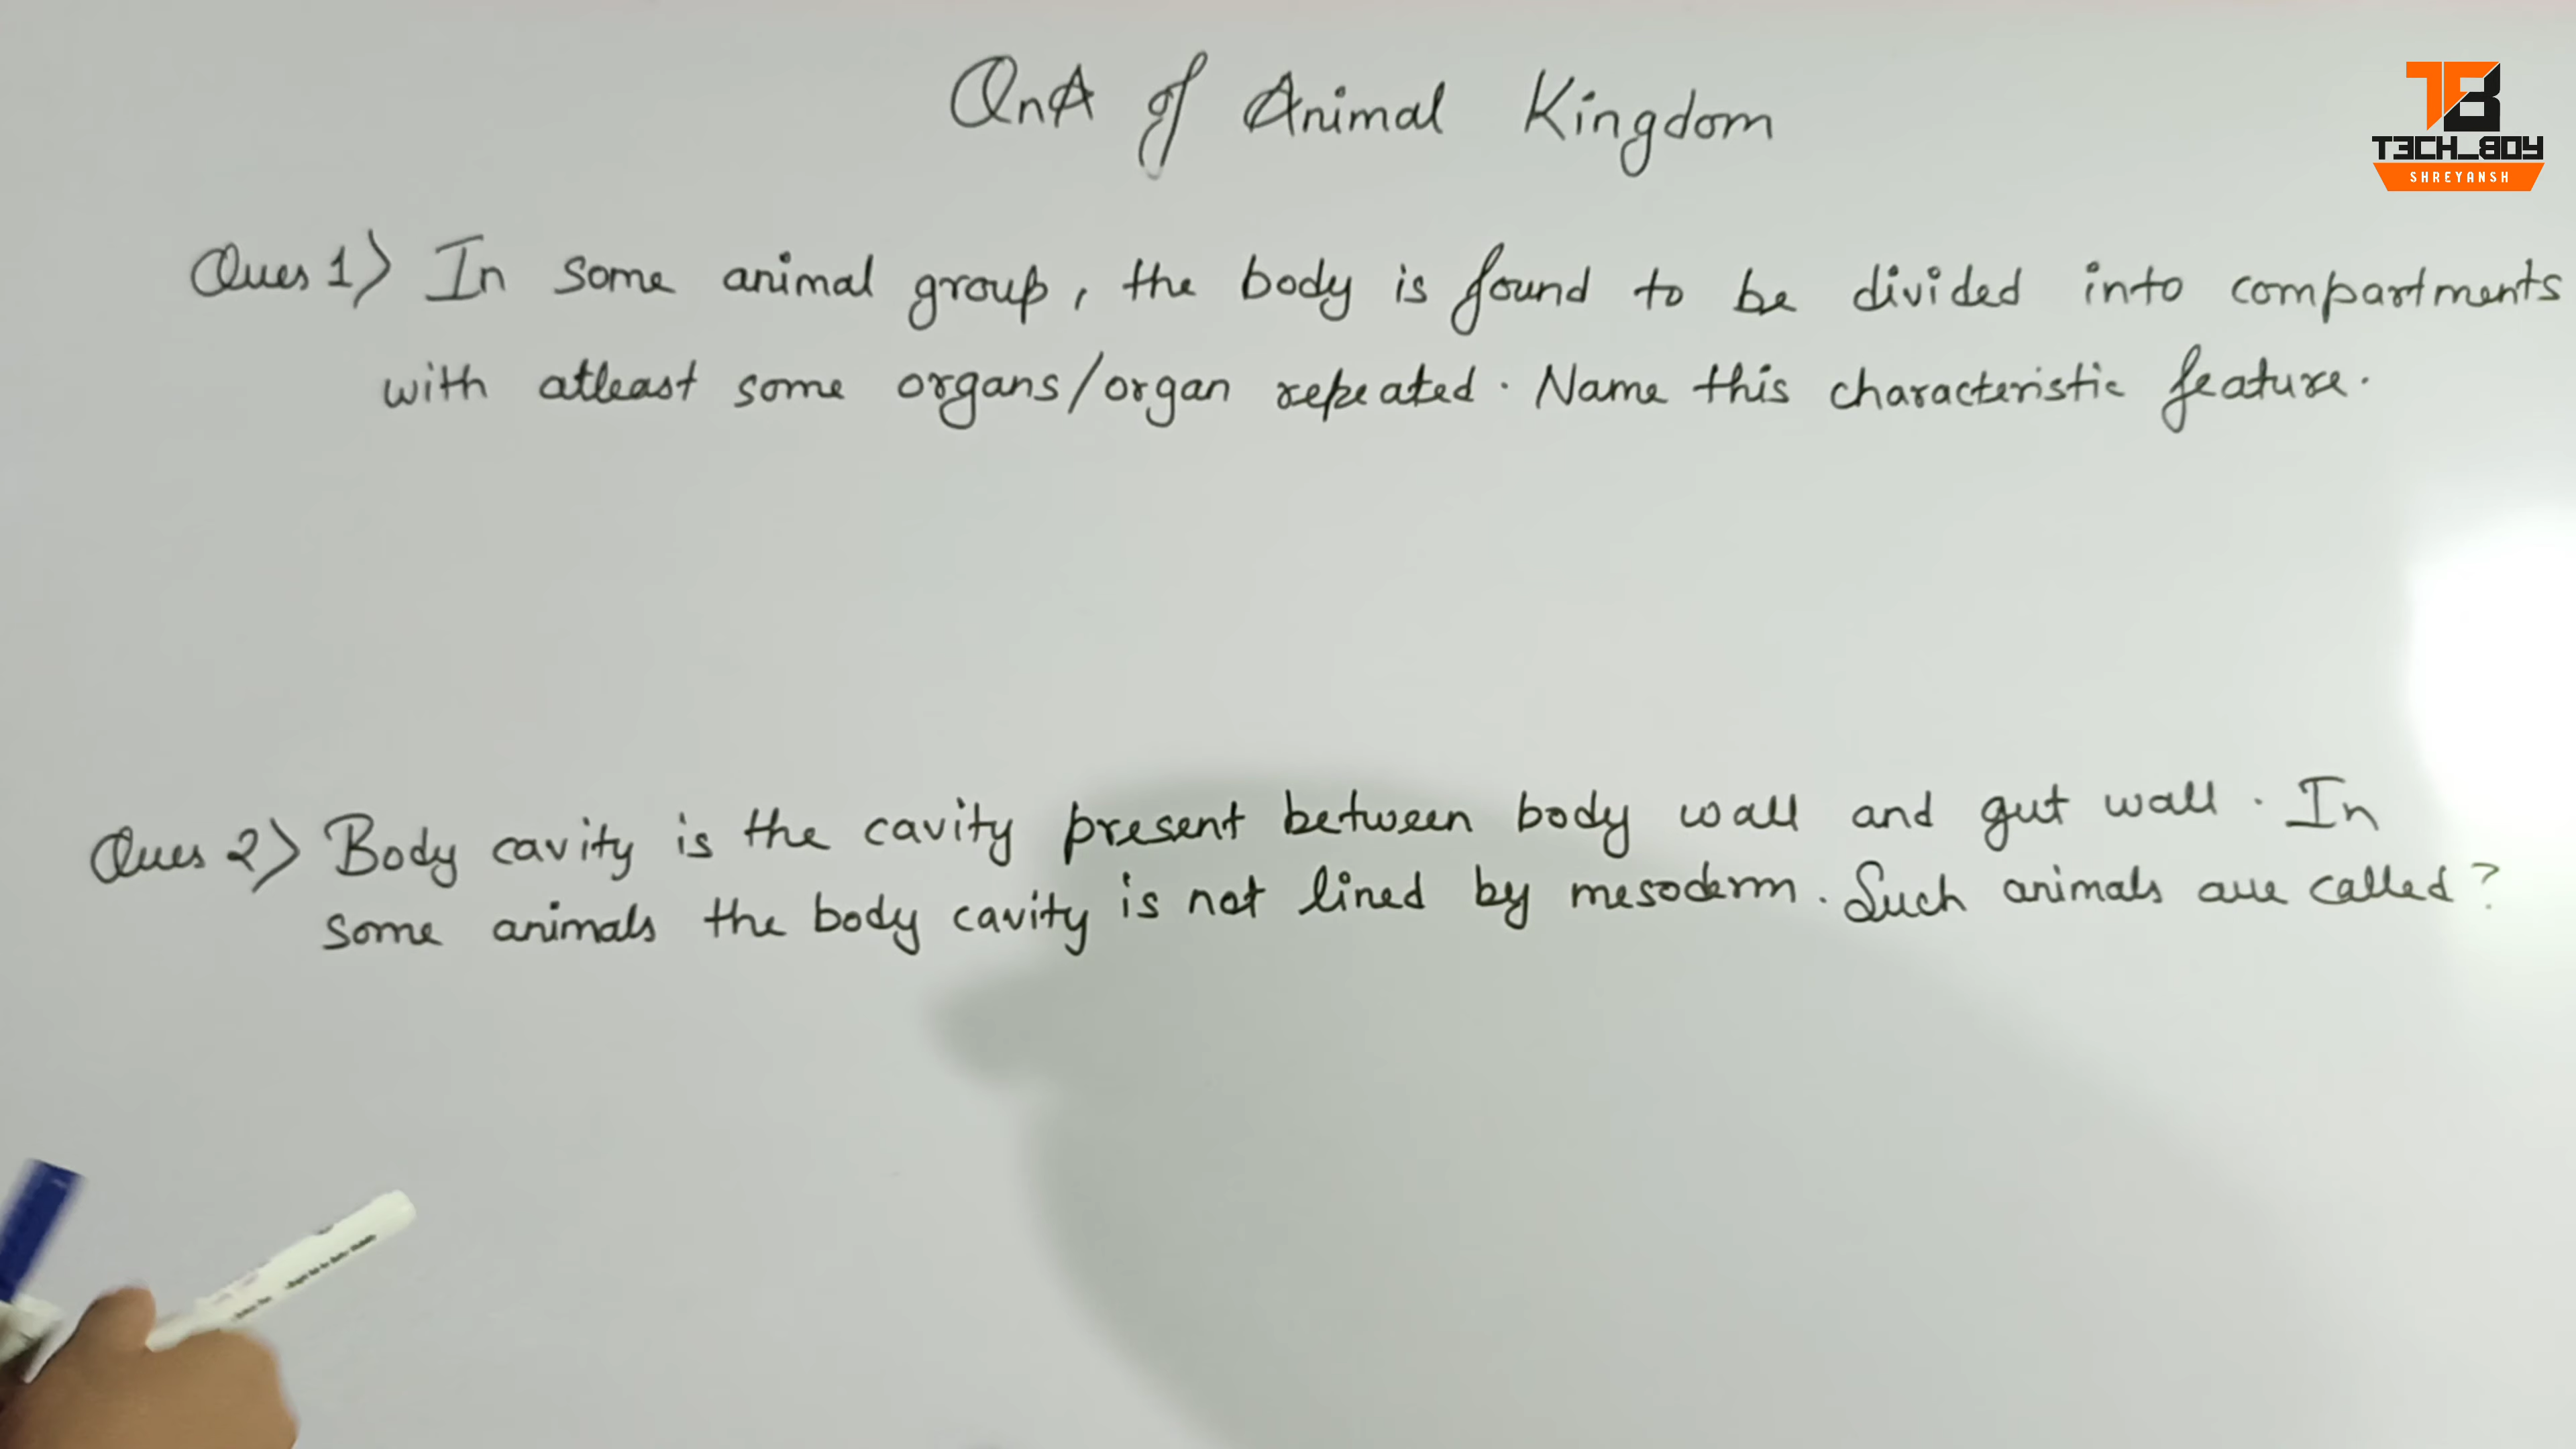 QnA of Animal Kingdom
T3CH_BOY
SHREYANSH
Ques 1) In some animal group, the body is found to be divided into compartments
with atleast some organs/organ repeated. Name this characteristic feature.
Ques 2) Body cavity is the cavity present between body wall and gut wall. In
some animals the body cavity is not lined by mesoderm. Such animals are called?